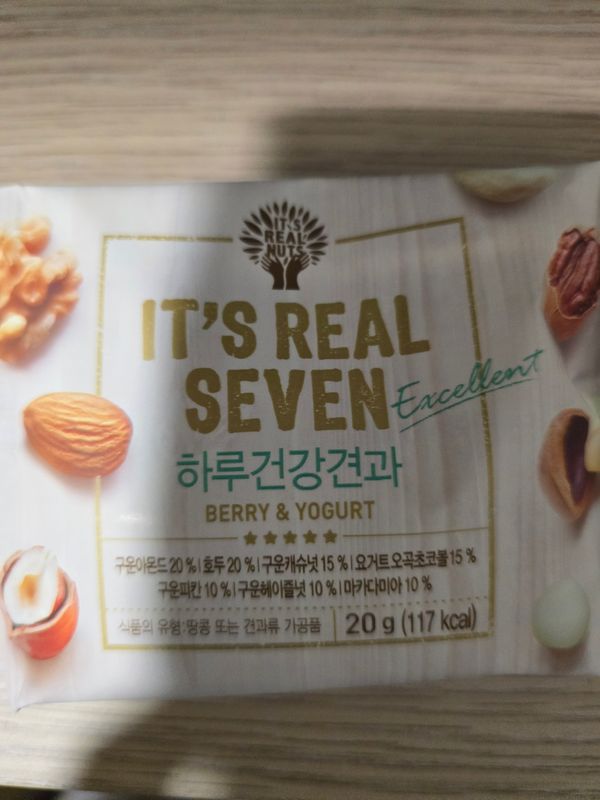 IT'S
REAL
NUTS
IT'S REAL
SEVEN Excellent
하루건강견과
BERRY & YOGURT
구운아몬드 20% | 호두 20% | 구운캐슈넛 15% | 요거트 오곡초코볼 15%
구운피칸 10% | 구운헤이즐넛 10% | 마카다미아 10%
식품의 유형:땅콩 또는 견과류 가공품 | 20 g (117 kcal)